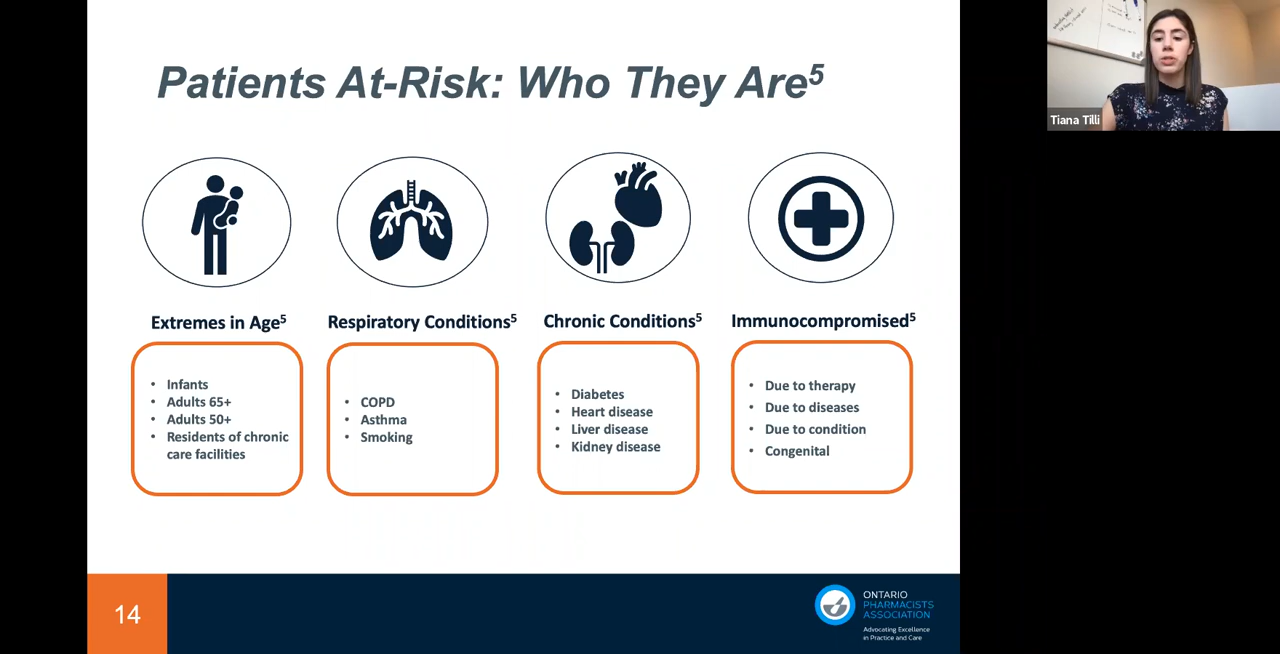 Patients At-Risk: Who They Are5
Tiana Tilli
Extremes in Age5
• Infants
• Adults 65+
• Adults 50+
• Residents of chronic
care facilities
Respiratory Conditions5
• COPD
• Asthma
• Smoking
Chronic Conditions5
• Diabetes
• Heart disease
• Liver disease
• Kidney disease
Immunocompromised5
• Due to therapy
• Due to diseases
• Due to condition
• Congenital
14
ONTARIO
PHARMACISTS
ASSOCIATION
Advocating Excellence
in Practice and Care